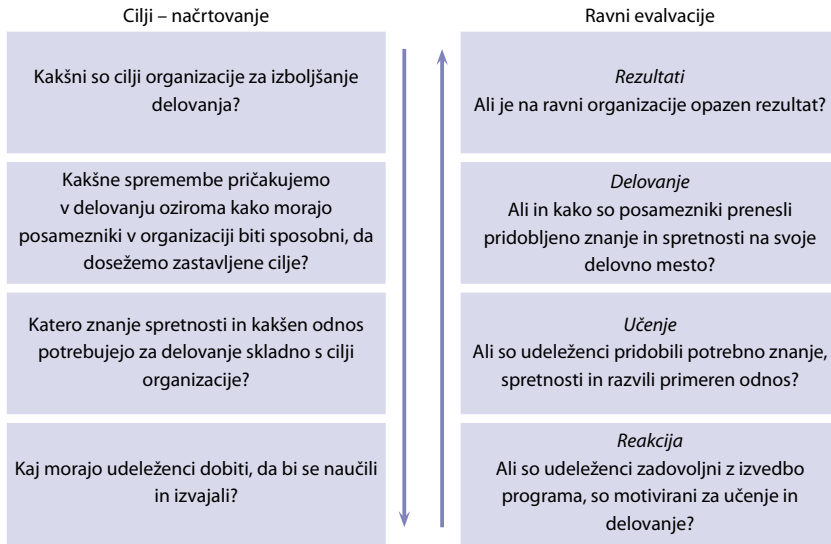 Cilji – načrtovanje
Kakšni so cilji organizacije za izboljšanje
delovanja?
Kakšne spremembe pričakujemo
v delovanju oziroma kako morajo
posamezniki v organizaciji biti sposobni, da
dosežemo zastavljene cilje?
Katero znanje spretnosti in kakšen odnos
potrebujejo za delovanje skladno s cilji
organizacije?
Kaj morajo udeleženci dobiti, da bi se naučili
in izvajali?
Ravni evalvacije
Rezultati
Ali je na ravni organizacije opazen rezultat?
Delovanje
Ali in kako so posamezniki prenesli
pridobljeno znanje in spretnosti na svoje
delovno mesto?
Učenje
Ali so udeleženci pridobili potrebno znanje,
spretnosti in razvili primeren odnos?
Reakcija
Ali so udeleženci zadovoljni z izvedbo
programa, so motivirani za učenje in
delovanje?